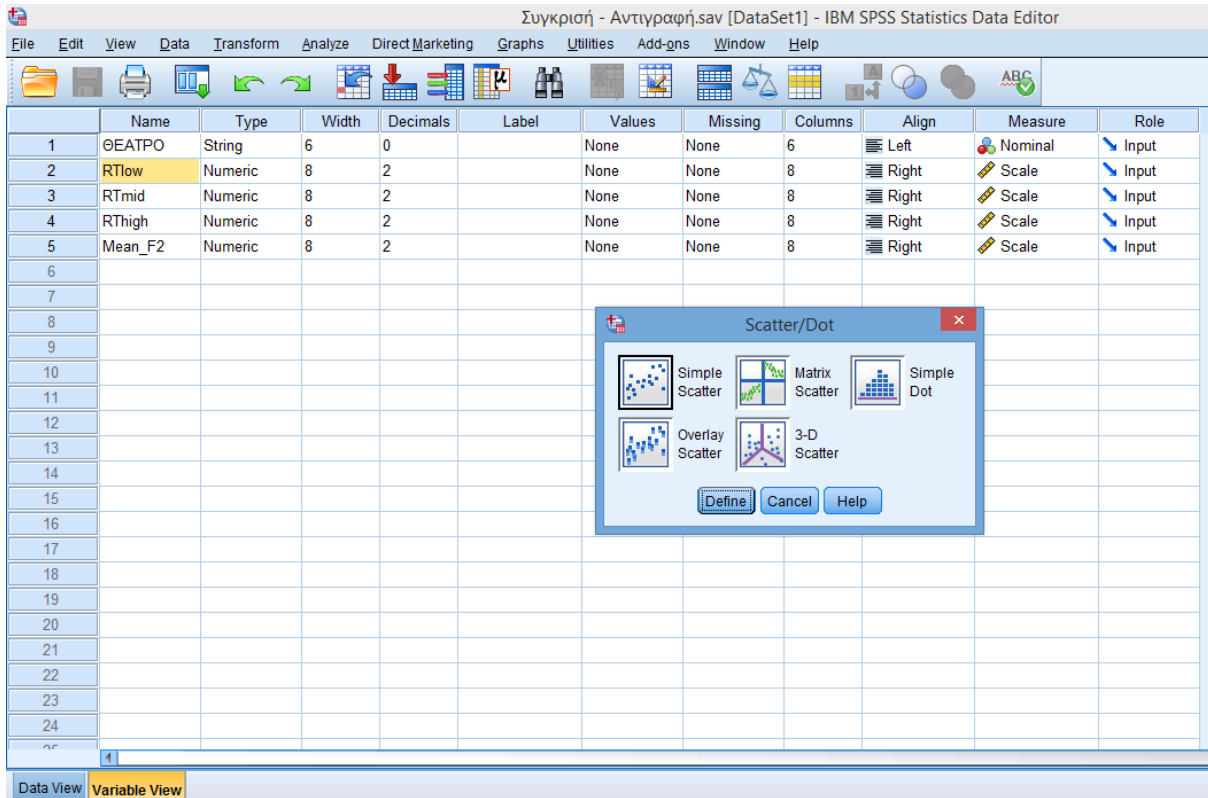 Συγκρισή - Αντιγραφή.sav [DataSet1] - IBM SPSS Statistics Data Editor
File Edit View Data Transform Analyze Direct Marketing Graphs Utilities Add-ons Window Help
Name Type Width Decimals Label Values Missing Columns Align Measure Role
1 ΘΕΑΤΡΟ String 6 0 None None 6 Left Nominal Input
2 RTlow Numeric 8 2 None None 8 Right Scale Input
3 RTmid Numeric 8 2 None None 8 Right Scale Input
4 RThigh Numeric 8 2 None None 8 Right Scale Input
5 Mean_F2 Numeric 8 2 None None 8 Right Scale Input
6
7
8
9
10
11
12
13
14
15
16
17
18
19
20
21
22
23
24
Scatter/Dot
Simple Scatter
Matrix Scatter
Simple Dot
Overlay Scatter
3-D Scatter
Define Cancel Help
Data View Variable View